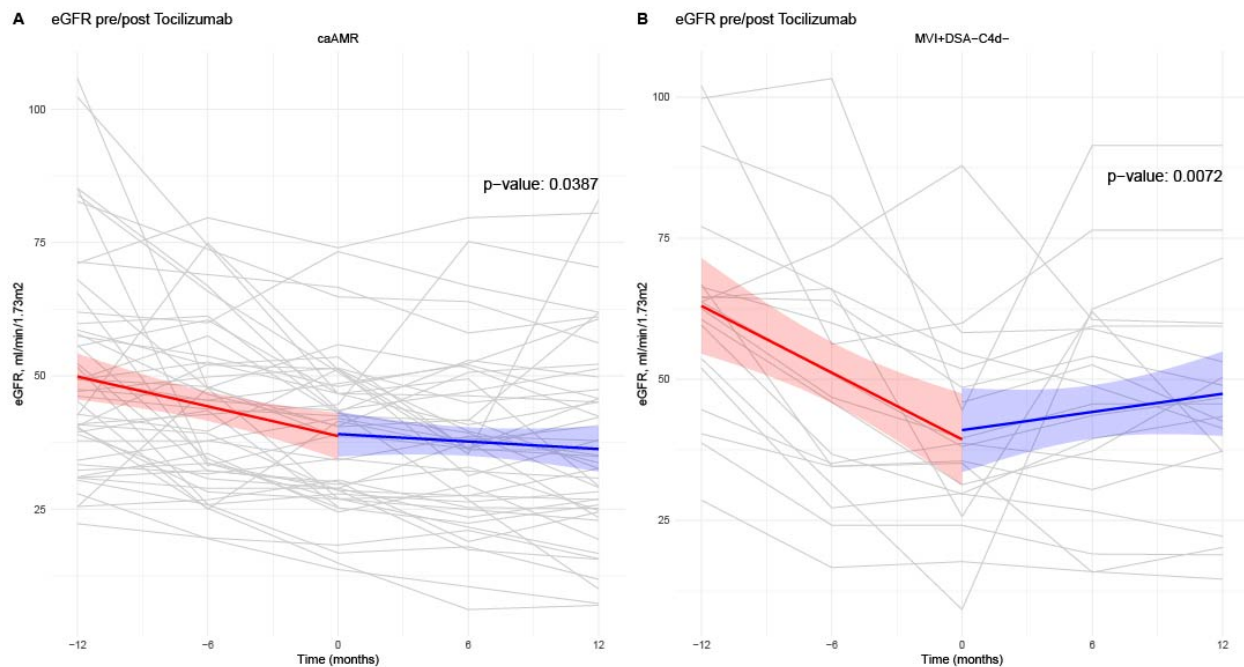 A eGFR pre/post Tocilizumab
caAMR
100
75
50
25
eGFR, ml/min/1.73m2
p-value: 0.0387
-12 -6 0 6 12
Time (months)
B eGFR pre/post Tocilizumab
MVI+DSA-C4d-
100
75
50
25
eGFR, ml/min/1.73m2
p-value: 0.0072
-12 -6 0 6 12
Time (months)